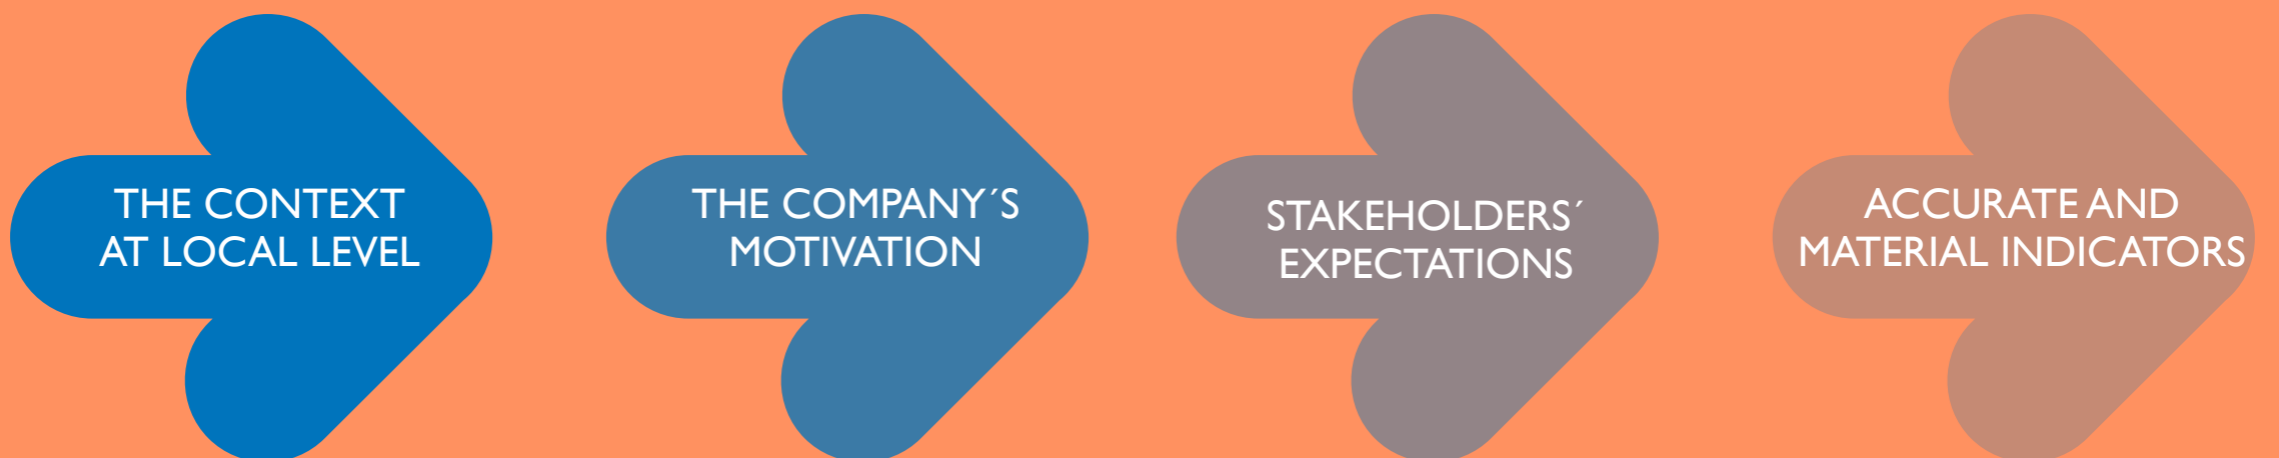 THE CONTEXT
AT LOCAL LEVEL
THE COMPANY´S
MOTIVATION
STAKEHOLDERS´
EXPECTATIONS
ACCURATE AND
MATERIAL INDICATORS